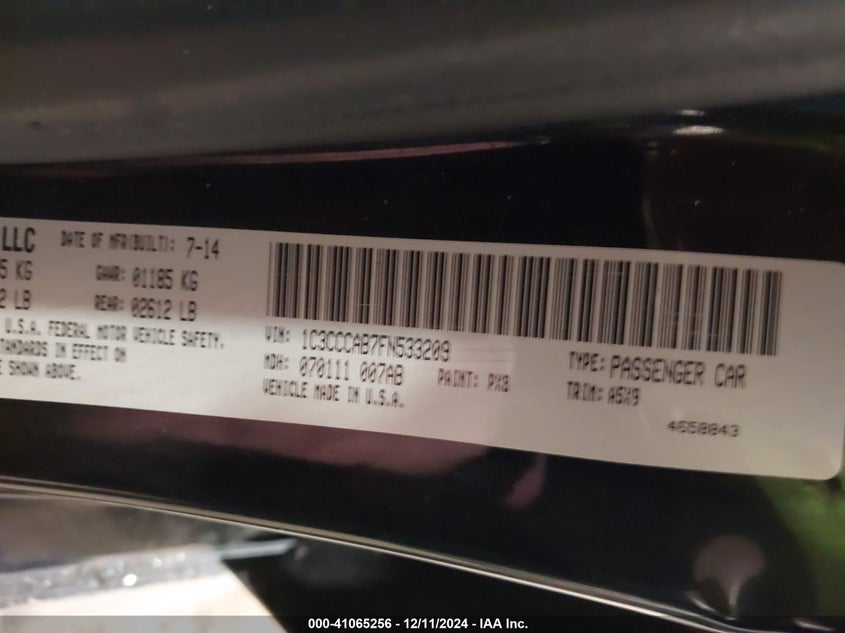 LLC DATE OF MFR(BUILT): 7-14
5 KG GAWR: 01185 KG
2 LB REAR: 02612 LB
U.S.A. FEDERAL MOTOR VEHICLE SAFETY.
STANDARDS IN EFFECT ON
E SHOWN ABOVE.
VIN: 1C3CCCAB7FN533209
MDH: 070111 007AB PAINT: PX8
VEHICLE MADE IN U.S.A.
TYPE: PASSENGER CAR
TRIM: A5X9
4658843
000-41065256 - 12/11/2024 - IAA Inc.